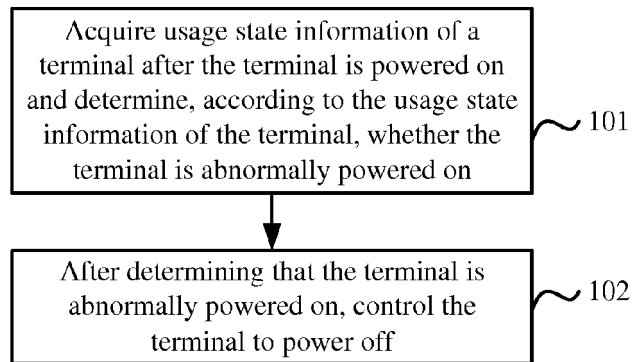 Acquire usage state information of a
terminal after the terminal is powered on
and determine, according to the usage state
information of the terminal, whether the
terminal is abnormally powered on
101
After determining that the terminal is
abnormally powered on, control the
terminal to power off
102